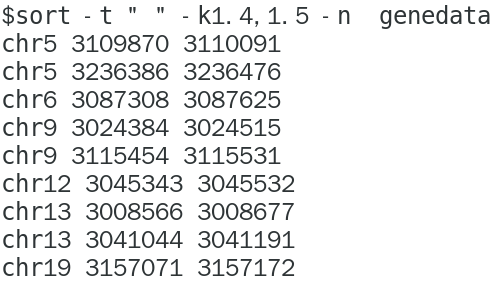 $sort -t " " -k1.4,1.5 -n  genedata
chr5 3109870 3110091
chr5 3236386 3236476
chr6 3087308 3087625
chr9 3024384 3024515
chr9 3115454 3115531
chr12 3045343 3045532
chr13 3008566 3008677
chr13 3041044 3041191
chr19 3157071 3157172